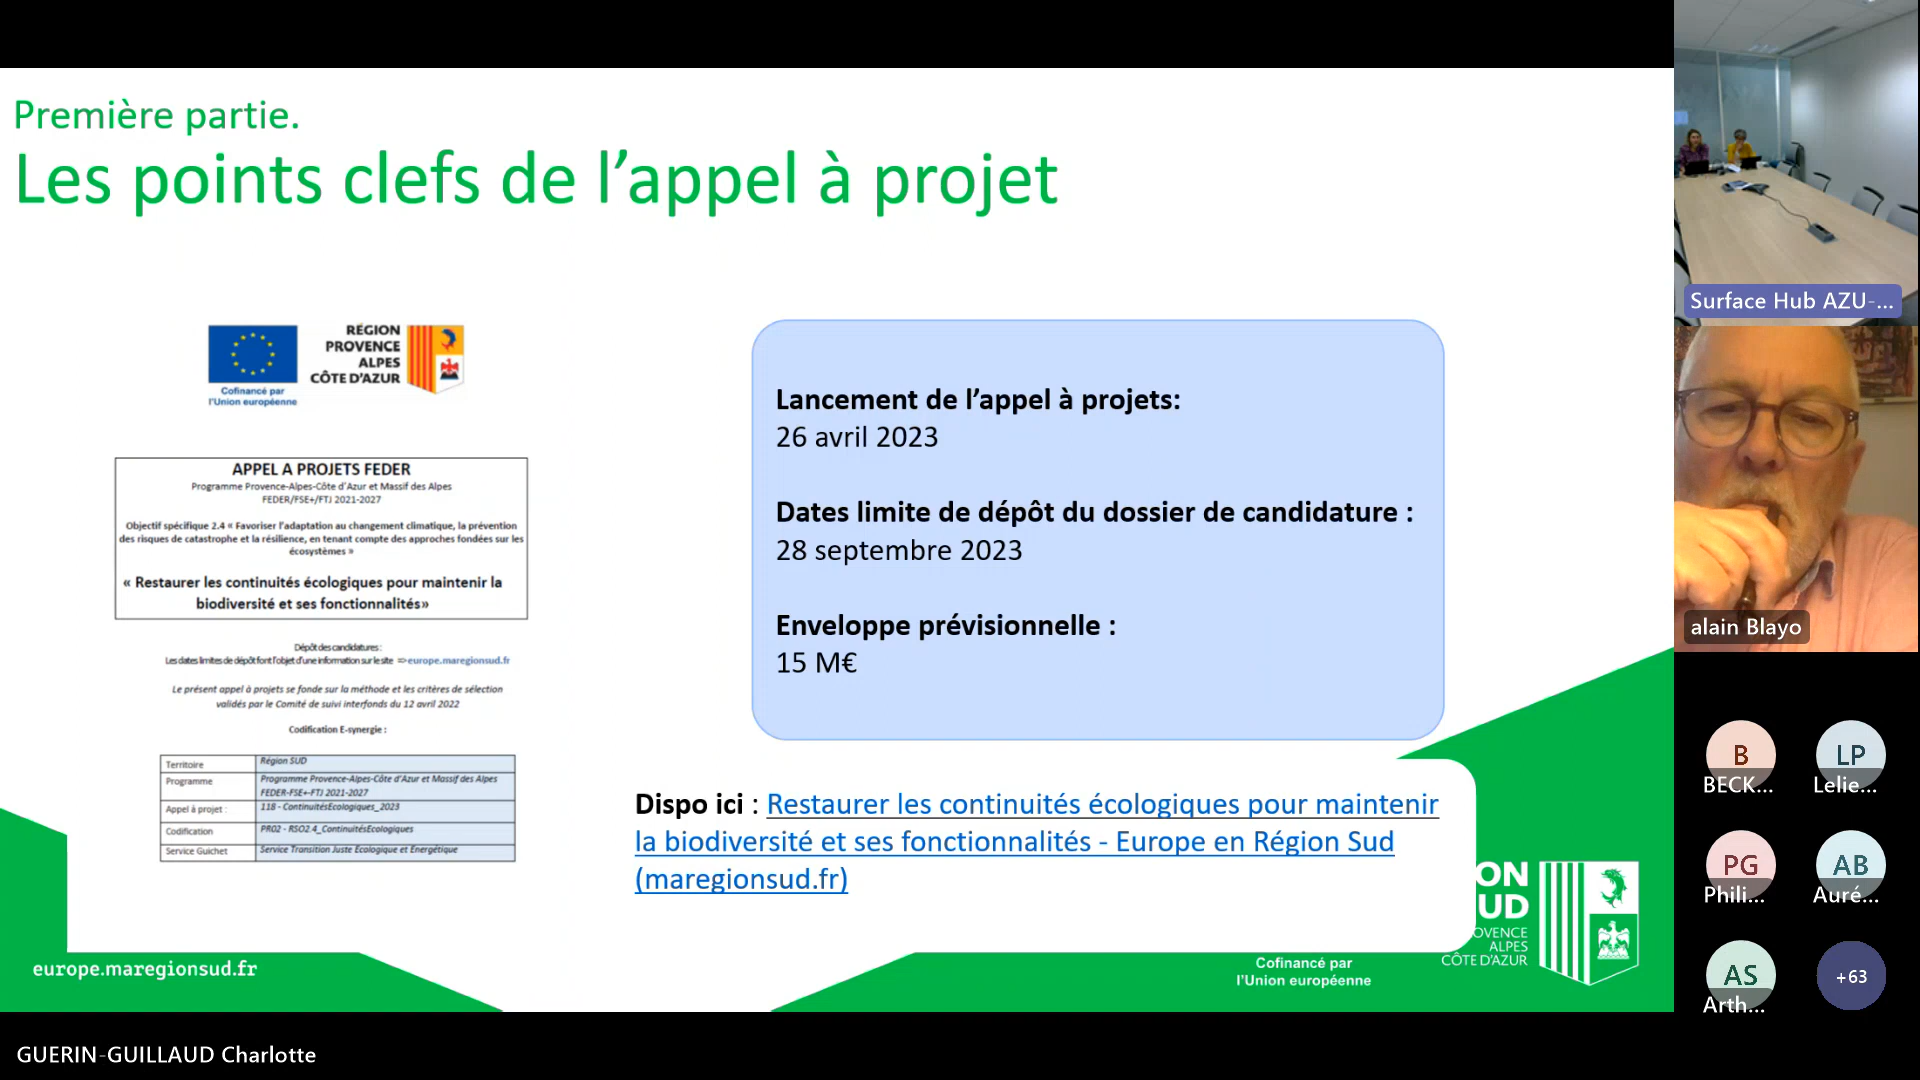 Première partie.
Les points clefs de l'appel à projet
Cofinancé par
l'Union européenne
RÉGION
PROVENCE
ALPES
CÔTE D'AZUR
APPEL A PROJETS FEDER
Programme Provence-Alpes-Côte d'Azur et Massif des Alpes
FEDER/FSE+/FTJ 2021-2027
Objectif spécifique 2.4 « Favoriser l'adaptation au changement climatique, la prévention
des risques de catastrophe et la résilience, en tenant compte des approches fondées sur les
écosystèmes »
« Restaurer les continuités écologiques pour maintenir la
biodiversité et ses fonctionnalités»
Dépôt des candidatures :
Les dates limites de dépôt font l'objet d'une information sur le site => europe.maregionsud.fr
Le présent appel à projets se fonde sur la méthode et les critères de sélection
validés par le Comité de suivi interfonds du 12 avril 2022
Codification E-synergie :
Territoire Région SUD
Programme Programme Provence-Alpes-Côte d'Azur et Massif des Alpes
FEDER-FSE+-FTJ 2021-2027
Appel à projet : 118 - ContinuitésEcologiques_2023
Codification PR02 - RSO2.4_ContinuitésEcologiques
Service Guichet Service Transition Juste Ecologique et Energétique
Lancement de l'appel à projets:
26 avril 2023
Dates limite de dépôt du dossier de candidature :
28 septembre 2023
Enveloppe prévisionnelle :
15 M€
Dispo ici : Restaurer les continuités écologiques pour maintenir
la biodiversité et ses fonctionnalités - Europe en Région Sud
(maregionsud.fr)
europe.maregionsud.fr
Cofinancé par
l'Union européenne
ON
UD
OVENCE
ALPES
CÔTE D'AZUR
GUERIN-GUILLAUD Charlotte
Surface Hub AZU-...
alain Blayo
B
BECK...
LP
Lelie...
PG
Phili...
AB
Auré...
AS
Arth...
+63